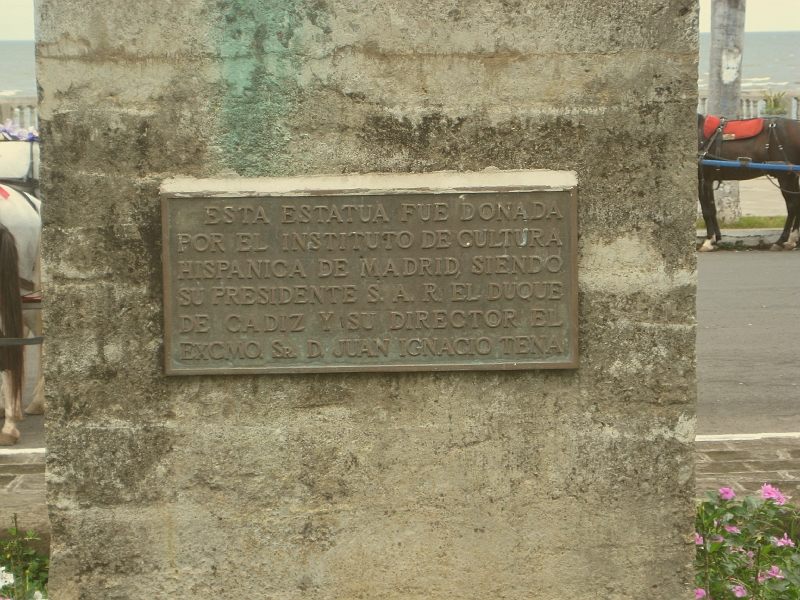 ESTA ESTATUA FUE DONADA
POR EL INSTITUTO DE CULTURA
HISPANICA DE MADRID, SIENDO
SU PRESIDENTE S. A. R. EL DUQUE
DE CADIZ Y SU DIRECTOR EL
EXCMO. SR. D. JUAN IGNACIO TENA